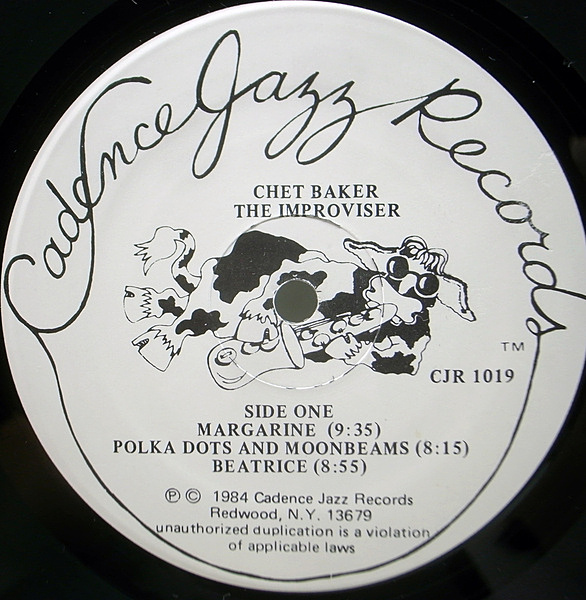 Cadence Jazz Records
CHET BAKER
THE IMPROVISER
TM
CJR 1019
SIDE ONE
MARGARINE (9:35)
POLKA DOTS AND MOONBEAMS (8:15)
BEATRICE (8:55)
℗ © 1984 Cadence Jazz Records
Redwood, N.Y. 13679
unauthorized duplication is a violation
of applicable laws